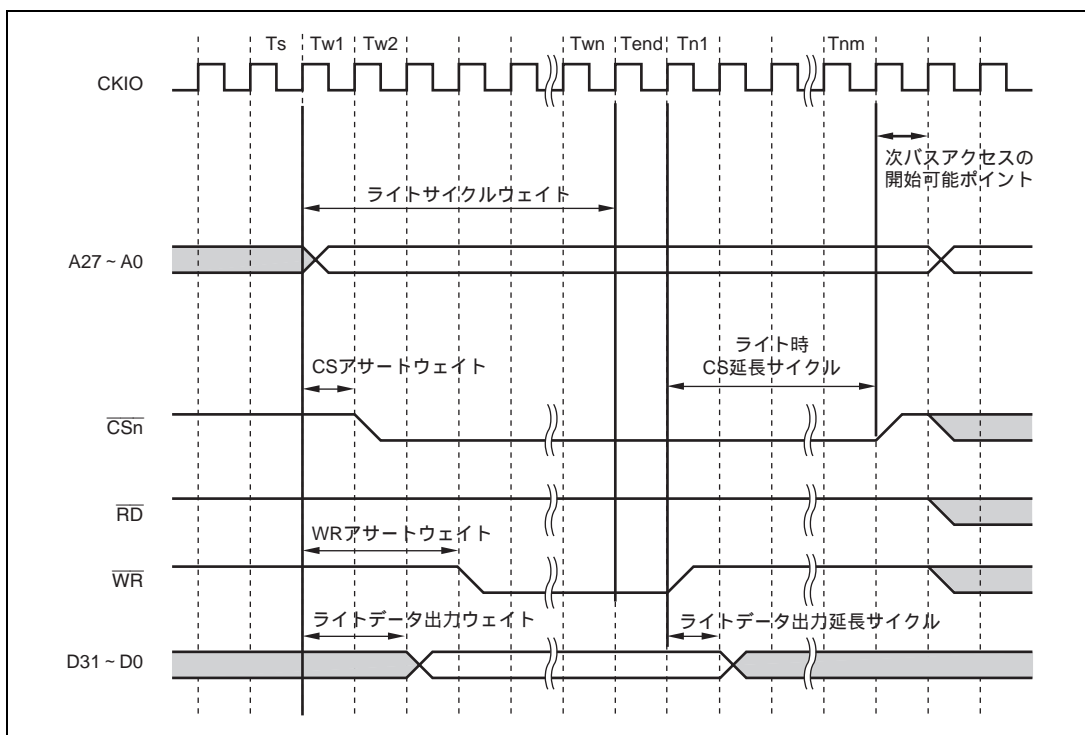 Ts Tw1 Tw2 Twn Tend Tn1 Tnm
CKIO
次バスアクセスの
開始可能ポイント
ライトサイクルウェイト
A27 ~ A0
ライト時
CS延長サイクル
CSアサートウェイト
CSn
RD
WRアサートウェイト
WR
ライトデータ出力ウェイト
ライトデータ出力延長サイクル
D31 ~ D0